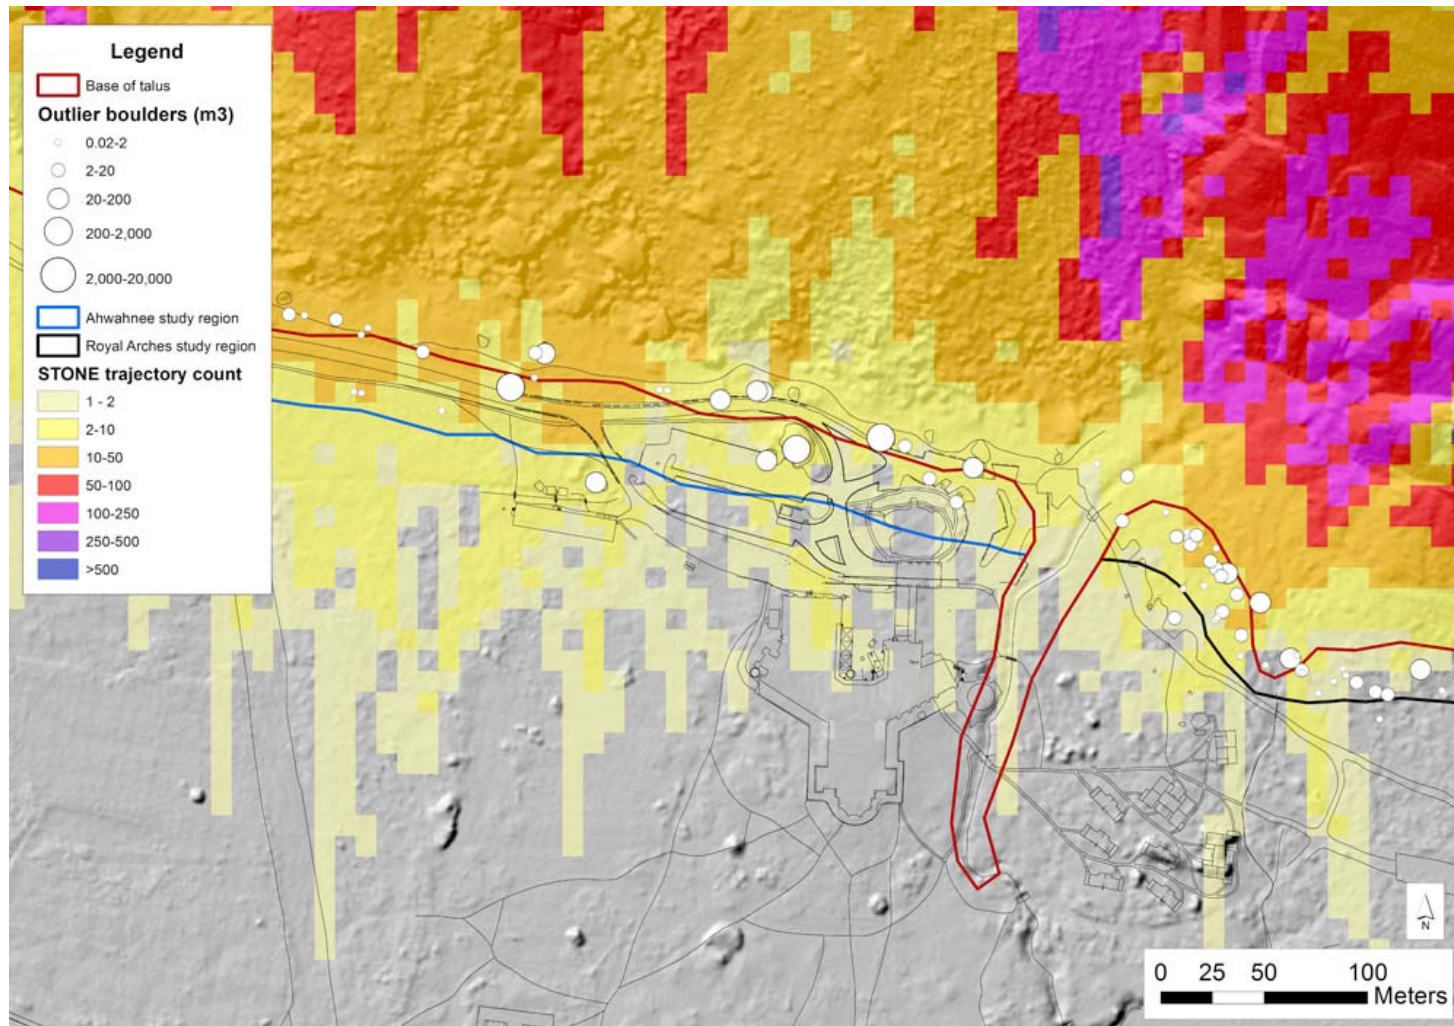 Legend
Base of talus
Outlier boulders (m3)
0.02-2
2-20
20-200
200-2,000
2,000-20,000
Ahwahnee study region
Royal Arches study region
STONE trajectory count
1 - 2
2-10
10-50
50-100
100-250
250-500
>500
N
0 25 50 100
Meters